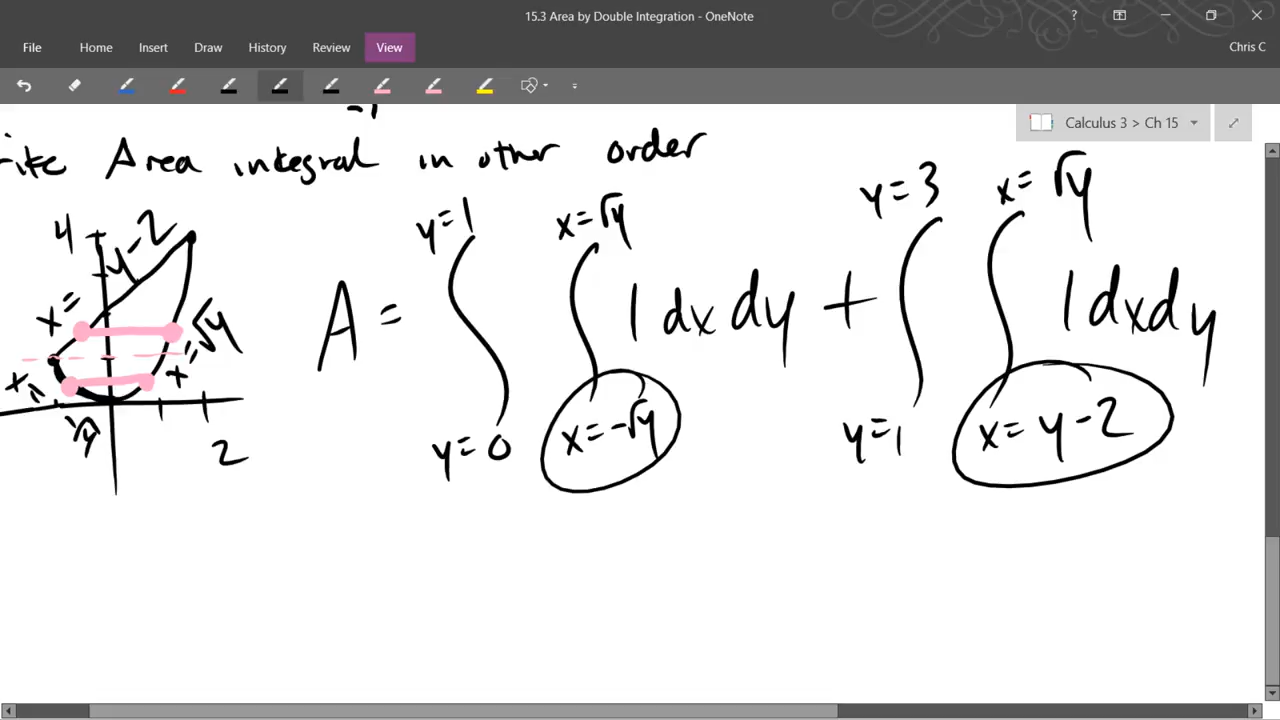 15.3 Area by Double Integration - OneNote
?
Chris C
File Home Insert Draw History Review View
Calculus 3 > Ch 15
=1
rite Area integral in other order
y=1 x=√y y=3 x=√y
A= ∫ ∫ 1 dx dy + ∫ ∫ 1 dx dy
y=0 x=-√y y=1 x=y-2
4
x=y-2
x=√y
x=
-√y
2